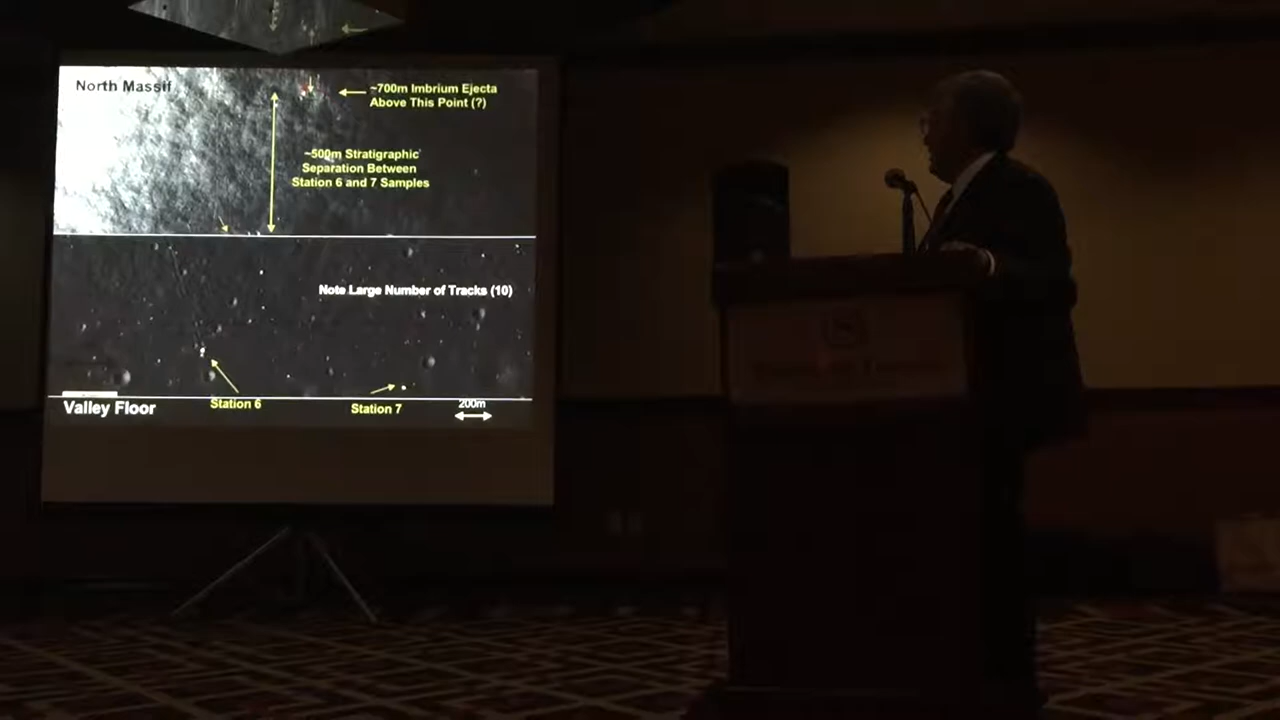 North Massif
~700m Imbrium Ejecta
Above This Point (?)
~500m Stratigraphic
Separation Between
Station 6 and 7 Samples
Note Large Number of Tracks (10)
Station 6
Station 7
200m
Valley Floor